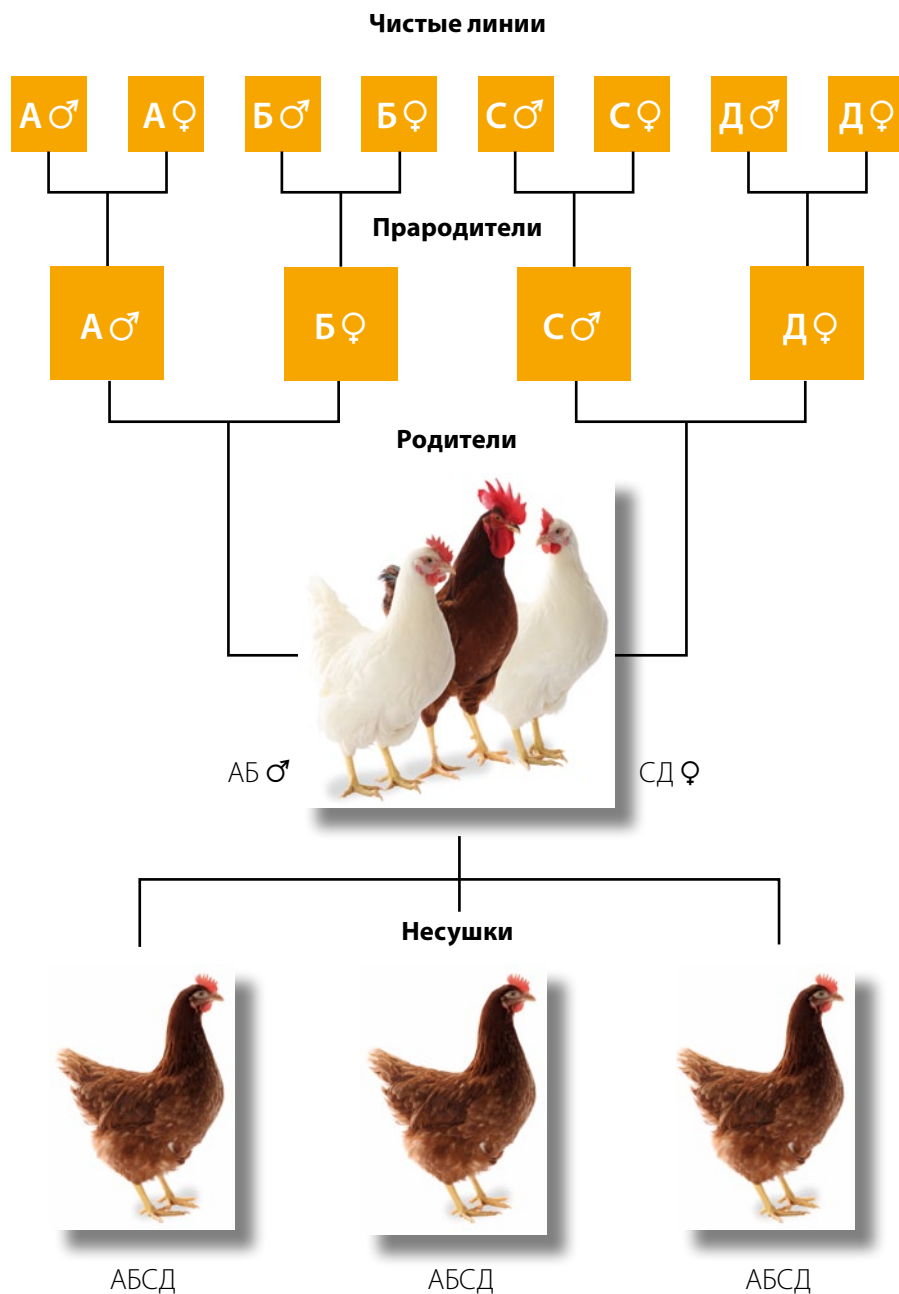 Чистые линии
А♂ А♀ Б♂ Б♀ С♂ С♀ Д♂ Д♀
Прародители
А♂ Б♀ С♂ Д♀
Родители
АБ ♂ СД ♀
Несушки
АБСД АБСД АБСД